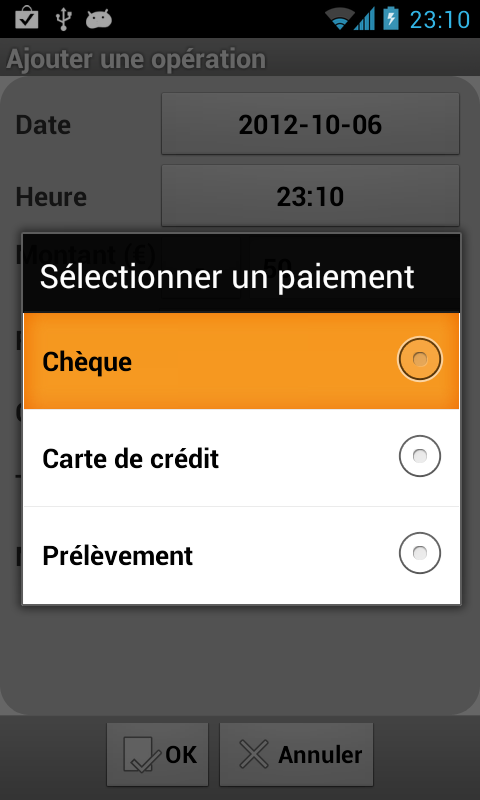 23:10
Ajouter une opération
Date
2012-10-06
Heure
23:10
Montant (€)
Sélectionner un paiement
Chèque
Carte de crédit
Prélèvement
OK
Annuler